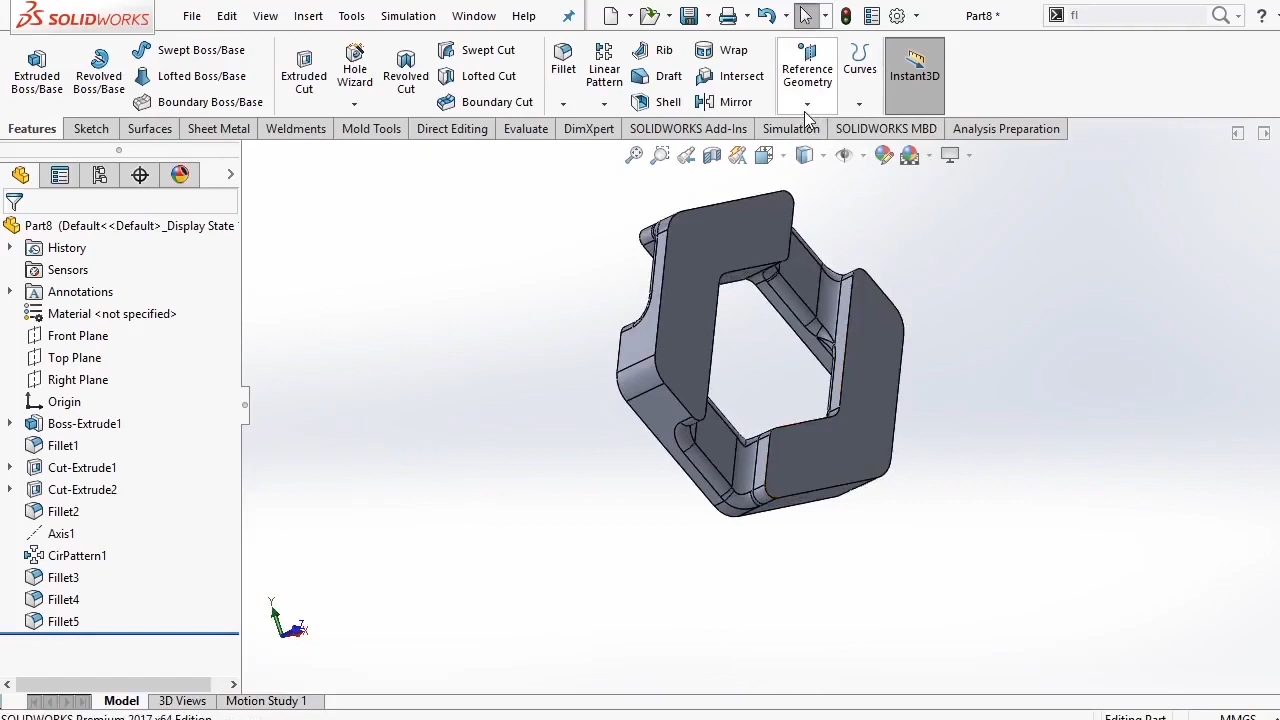 SOLIDWORKS File Edit View Insert Tools Simulation Window Help Part8 * fl ?
Extruded Boss/Base
Revolved Boss/Base
Swept Boss/Base
Lofted Boss/Base
Boundary Boss/Base
Extruded Cut
Hole Wizard
Revolved Cut
Swept Cut
Lofted Cut
Boundary Cut
Fillet
Linear Pattern
Rib
Draft
Shell
Wrap
Intersect
Mirror
Reference Geometry
Curves
Instant3D
Features Sketch Surfaces Sheet Metal Weldments Mold Tools Direct Editing Evaluate DimXpert SOLIDWORKS Add-Ins Simulation SOLIDWORKS MBD Analysis Preparation
Part8 (Default<<Default>_Display State
History
Sensors
Annotations
Material <not specified>
Front Plane
Top Plane
Right Plane
Origin
Boss-Extrude1
Fillet1
Cut-Extrude1
Cut-Extrude2
Fillet2
Axis1
CirPattern1
Fillet3
Fillet4
Fillet5
Y
Z
X
Model 3D Views Motion Study 1
SOLIDWORKS Premium 2017 x64 Edition Editing Part MMGS